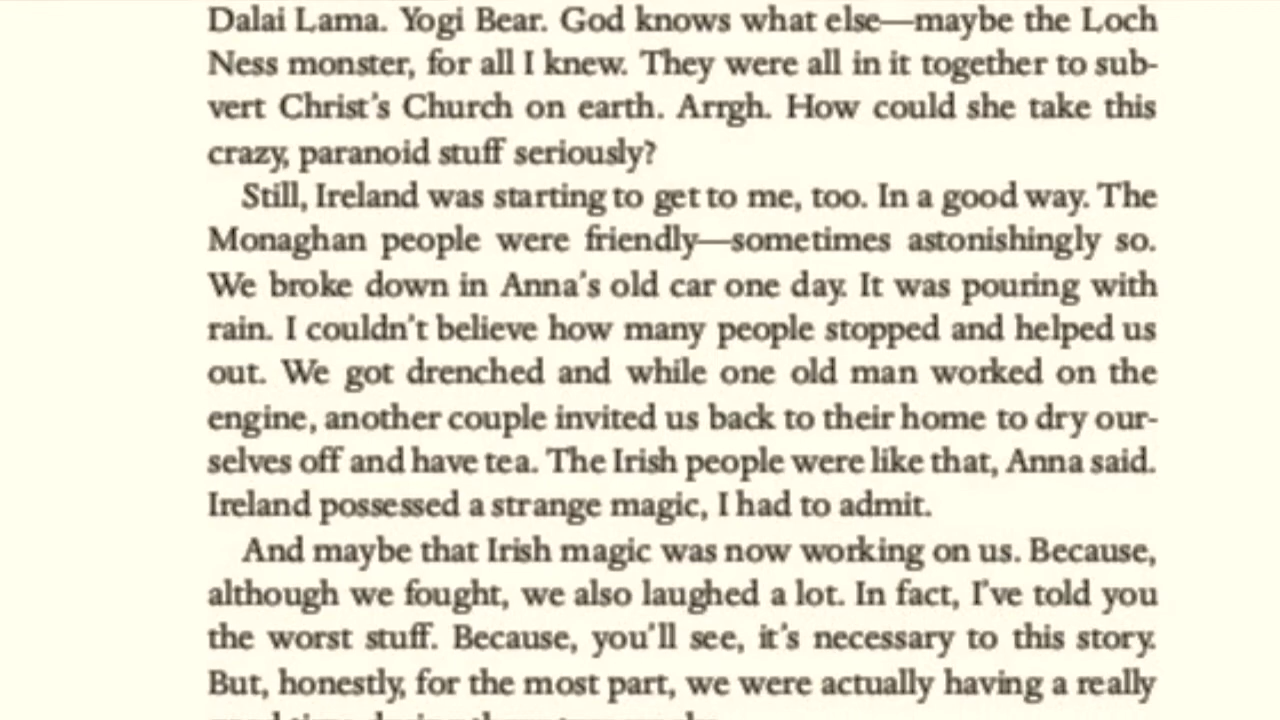 Dalai Lama. Yogi Bear. God knows what else—maybe the Loch
Ness monster, for all I knew. They were all in it together to sub-
vert Christ's Church on earth. Arrgh. How could she take this
crazy, paranoid stuff seriously?
Still, Ireland was starting to get to me, too. In a good way. The
Monaghan people were friendly—sometimes astonishingly so.
We broke down in Anna's old car one day. It was pouring with
rain. I couldn't believe how many people stopped and helped us
out. We got drenched and while one old man worked on the
engine, another couple invited us back to their home to dry our-
selves off and have tea. The Irish people were like that, Anna said.
Ireland possessed a strange magic, I had to admit.
And maybe that Irish magic was now working on us. Because,
although we fought, we also laughed a lot. In fact, I've told you
the worst stuff. Because, you'll see, it's necessary to this story.
But, honestly, for the most part, we were actually having a really